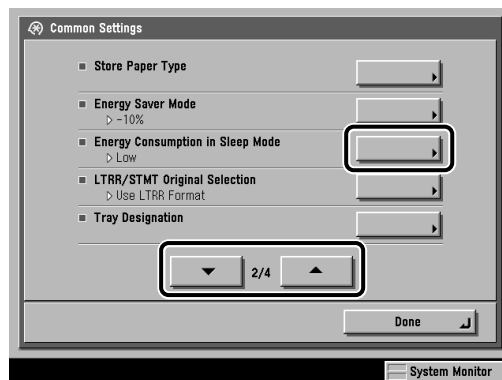 Common Settings
Store Paper Type
Energy Saver Mode
-10%
Energy Consumption in Sleep Mode
Low
LTRR/STMT Original Selection
Use LTRR Format
Tray Designation
2/4
Done
System Monitor